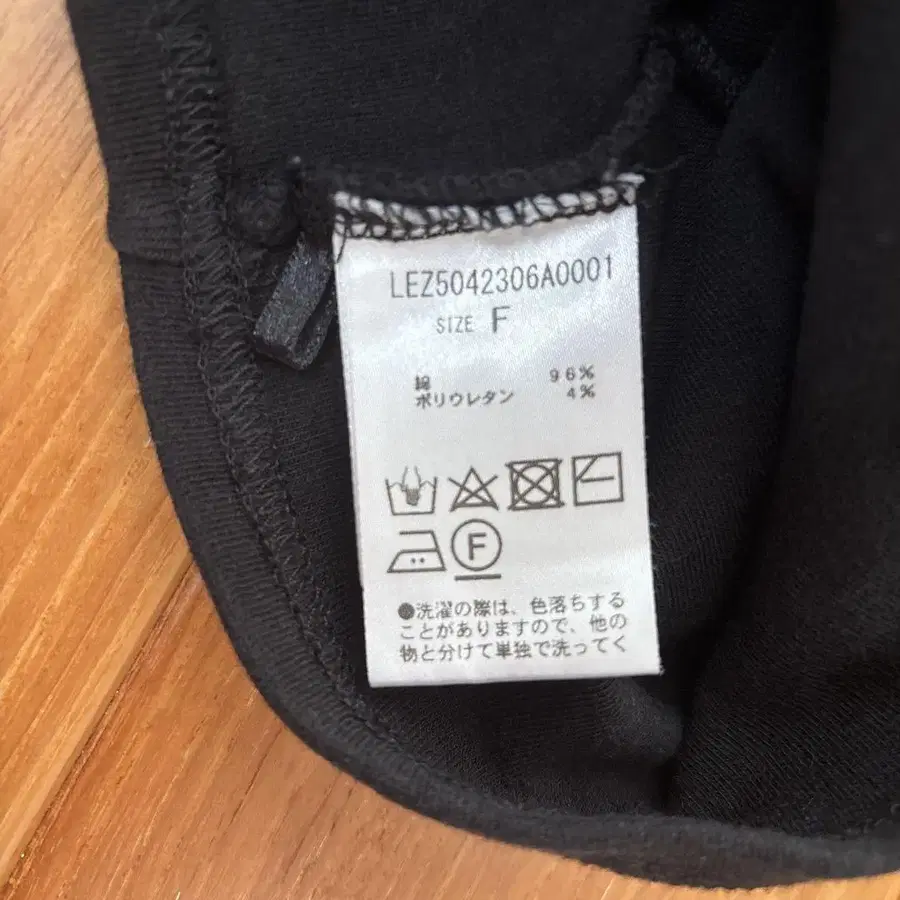 LEZ5042306A0001
SIZE F
綿 96%
ポリウレタン 4%
F
●洗濯の際は、色落ちする
ことがありますので、他の
物と分けて単独で洗ってく